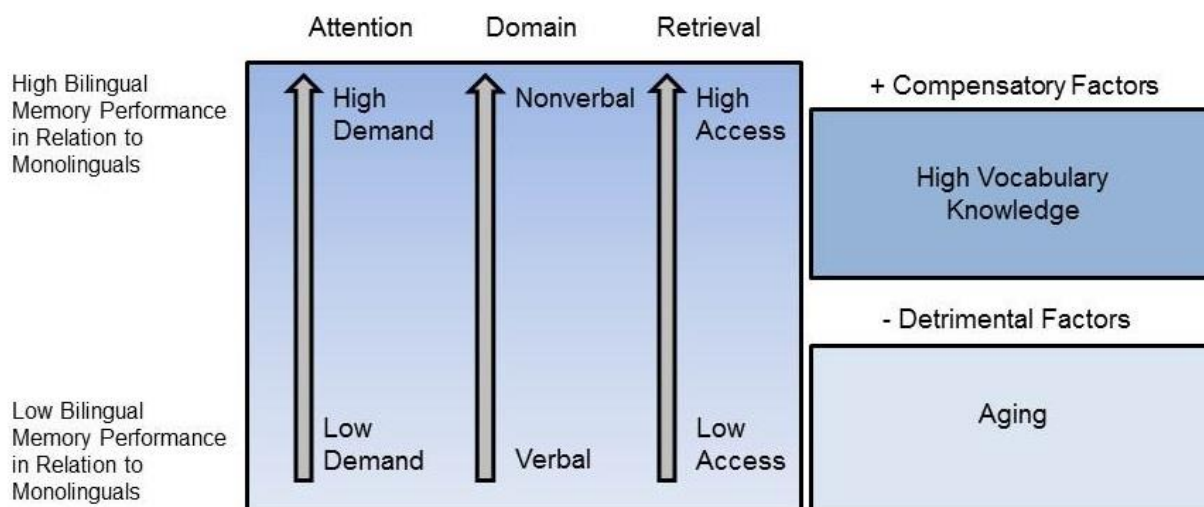 Attention Domain Retrieval
High Bilingual
Memory Performance
in Relation to
Monolinguals
High
Demand
Nonverbal
High
Access
Low Bilingual
Memory Performance
in Relation to
Monolinguals
Low
Demand
Verbal
Low
Access
+ Compensatory Factors
High Vocabulary
Knowledge
- Detrimental Factors
Aging